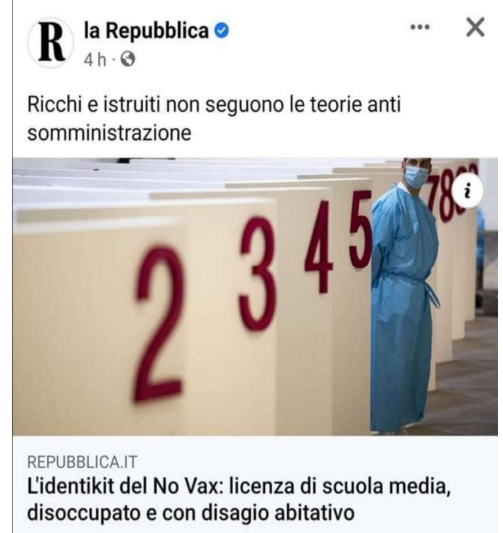 R la Repubblica
4 h
Ricchi e istruiti non seguono le teorie anti
somministrazione
2 3 4 5 78
i
REPUBBLICA.IT
L'identikit del No Vax: licenza di scuola media,
disoccupato e con disagio abitativo